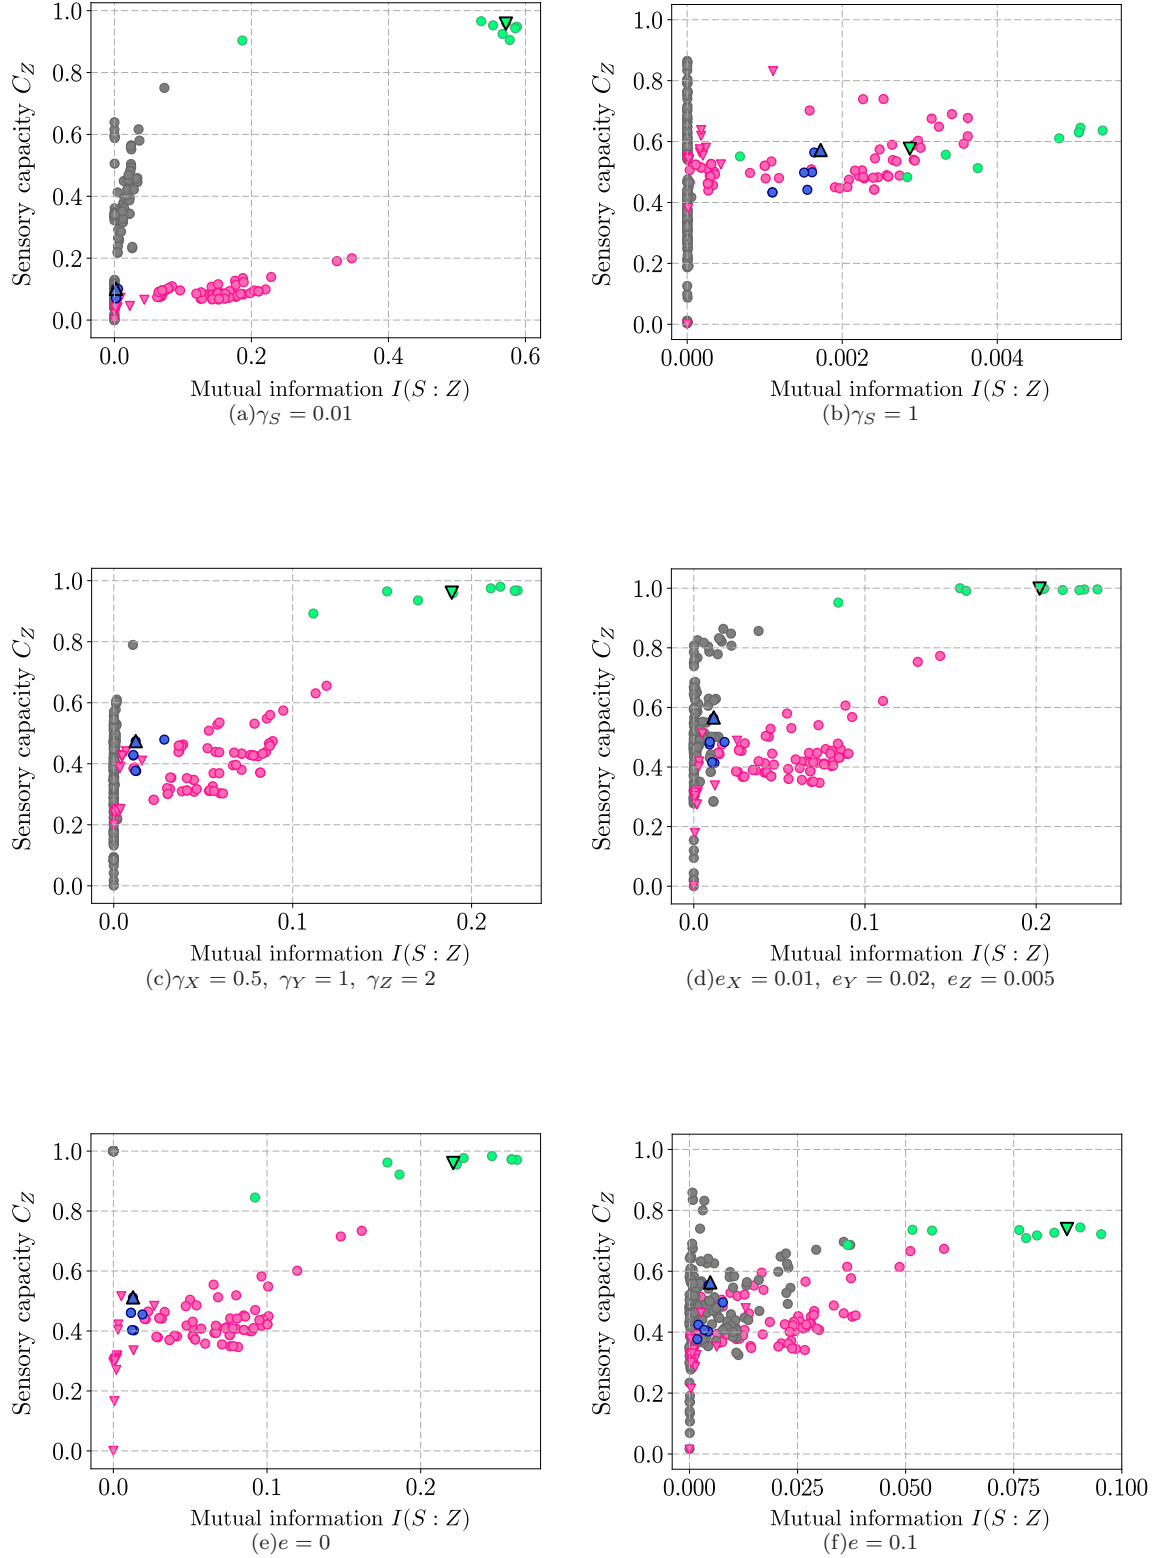 1.0
0.8
0.6
0.4
0.2
0.0
Sensory capacity C_Z
0.0 0.2 0.4 0.6
Mutual information I(S : Z)
(a)γ_S = 0.01
1.0
0.8
0.6
0.4
0.2
0.0
Sensory capacity C_Z
0.000 0.002 0.004
Mutual information I(S : Z)
(b)γ_S = 1
1.0
0.8
0.6
0.4
0.2
0.0
Sensory capacity C_Z
0.0 0.1 0.2
Mutual information I(S : Z)
(c)γ_X = 0.5, γ_Y = 1, γ_Z = 2
1.0
0.8
0.6
0.4
0.2
0.0
Sensory capacity C_Z
0.0 0.1 0.2
Mutual information I(S : Z)
(d)e_X = 0.01, e_Y = 0.02, e_Z = 0.005
1.0
0.8
0.6
0.4
0.2
0.0
Sensory capacity C_Z
0.0 0.1 0.2
Mutual information I(S : Z)
(e)e = 0
1.0
0.8
0.6
0.4
0.2
0.0
Sensory capacity C_Z
0.000 0.025 0.050 0.075 0.100
Mutual information I(S : Z)
(f)e = 0.1